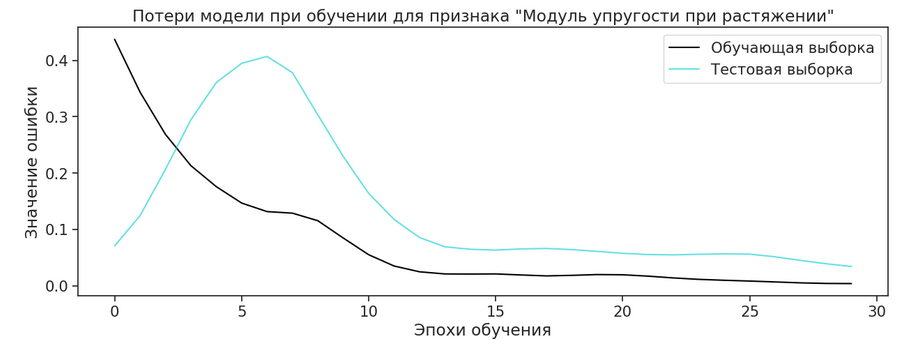 Потери модели при обучении для признака "Модуль упругости при растяжении"
Значение ошибки
0.4
0.3
0.2
0.1
0.0
Обучающая выборка
Тестовая выборка
0 5 10 15 20 25 30
Эпохи обучения